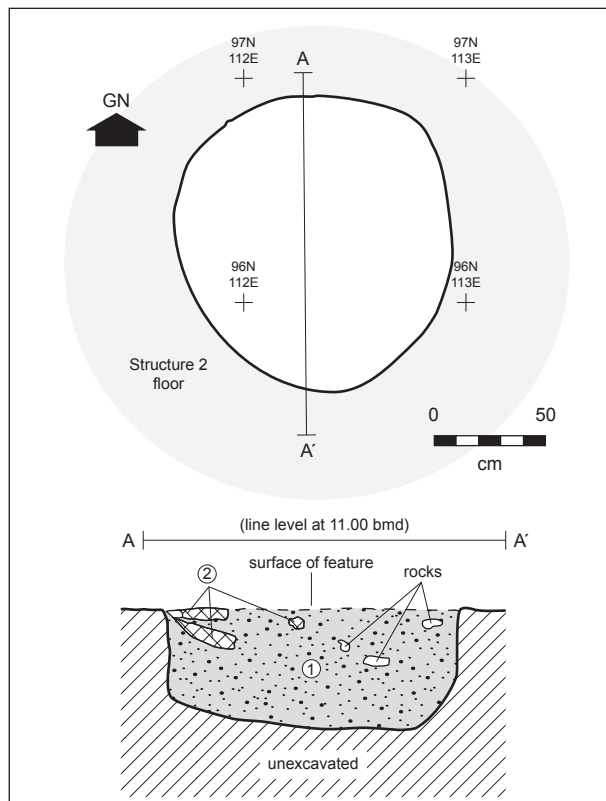 97N
112E
A
97N
113E
GN
96N
112E
96N
113E
Structure 2
floor
0 50
cm
A´
(line level at 11.00 bmd)
A A´
surface of feature
2
rocks
1
unexcavated